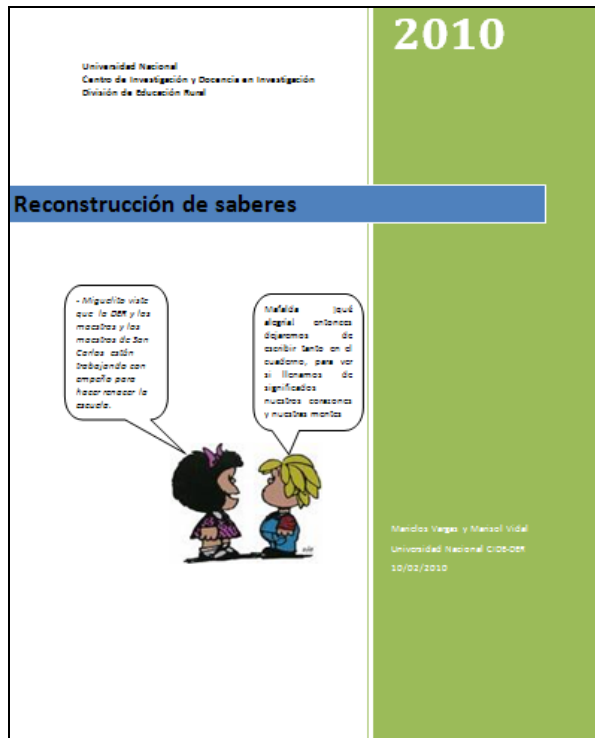 2010
Universidad Nacional
Centro de Investigación y Docencia en Investigación
División de Educación Rural
Reconstrucción de saberes
- Miguelito viste
que la DER y las
maestras y los
maestros de San
Carlos están
trabajando con
empeño para
hacer renacer la
escuela.
Mafalda ¡qué
alegría! entonces
dejaremos de
escribir tanto en el
cuaderno, para ver
si llenamos de
significados
nuestros corazones
y nuestras mentes
Vargas y Marisol Vidal
Universidad Nacional CIDE-DER
10/02/2010